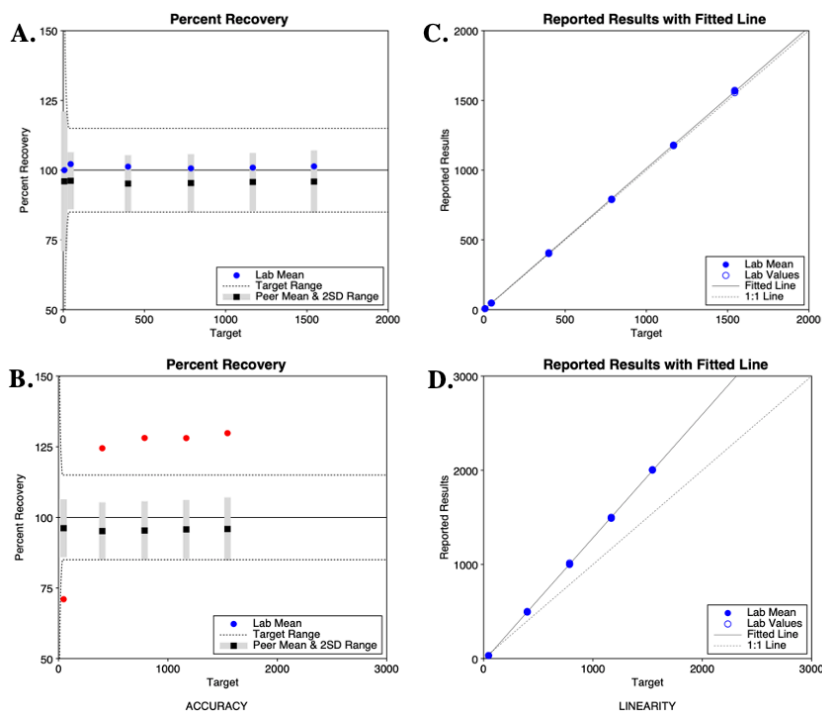 A.
Percent Recovery
150
125
100
75
50
Percent Recovery
0
500
1000
1500
2000
Target
Lab Mean
Target Range
Peer Mean & 2SD Range
C.
Reported Results with Fitted Line
2000
1500
1000
500
0
Reported Results
0
500
1000
1500
2000
Target
Lab Mean
Lab Values
Fitted Line
1:1 Line
B.
Percent Recovery
150
125
100
75
50
Percent Recovery
0
1000
2000
3000
Target
Lab Mean
Target Range
Peer Mean & 2SD Range
ACCURACY
D.
Reported Results with Fitted Line
3000
2000
1000
0
Reported Results
0
1000
2000
3000
Target
Lab Mean
Lab Values
Fitted Line
1:1 Line
LINEARITY